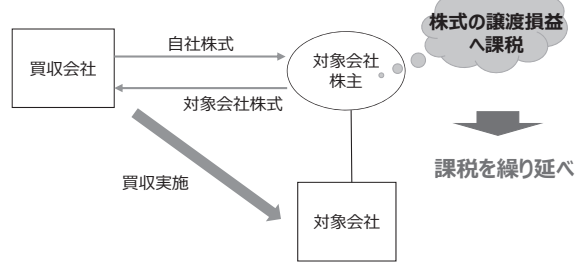 株式の譲渡損益
へ課税
自社株式
買収会社
対象会社
株主
対象会社株式
課税を繰り延べ
買収実施
対象会社